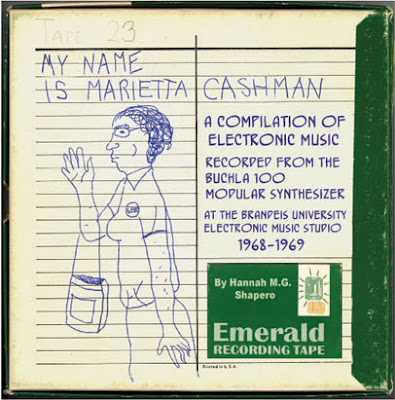 TAPE 23
MY NAME
IS MARIETTA CASHMAN
A COMPILATION OF
ELECTRONIC MUSIC
RECORDED FROM THE
BUCHLA 100
MODULAR SYNTHESIZER
AT THE BRANDEIS UNIVERSITY
ELECTRONIC MUSIC STUDIO
1968-1969
By Hannah M.G.
Shapero
Emerald
RECORDING TAPE
Printed in U.S.A.